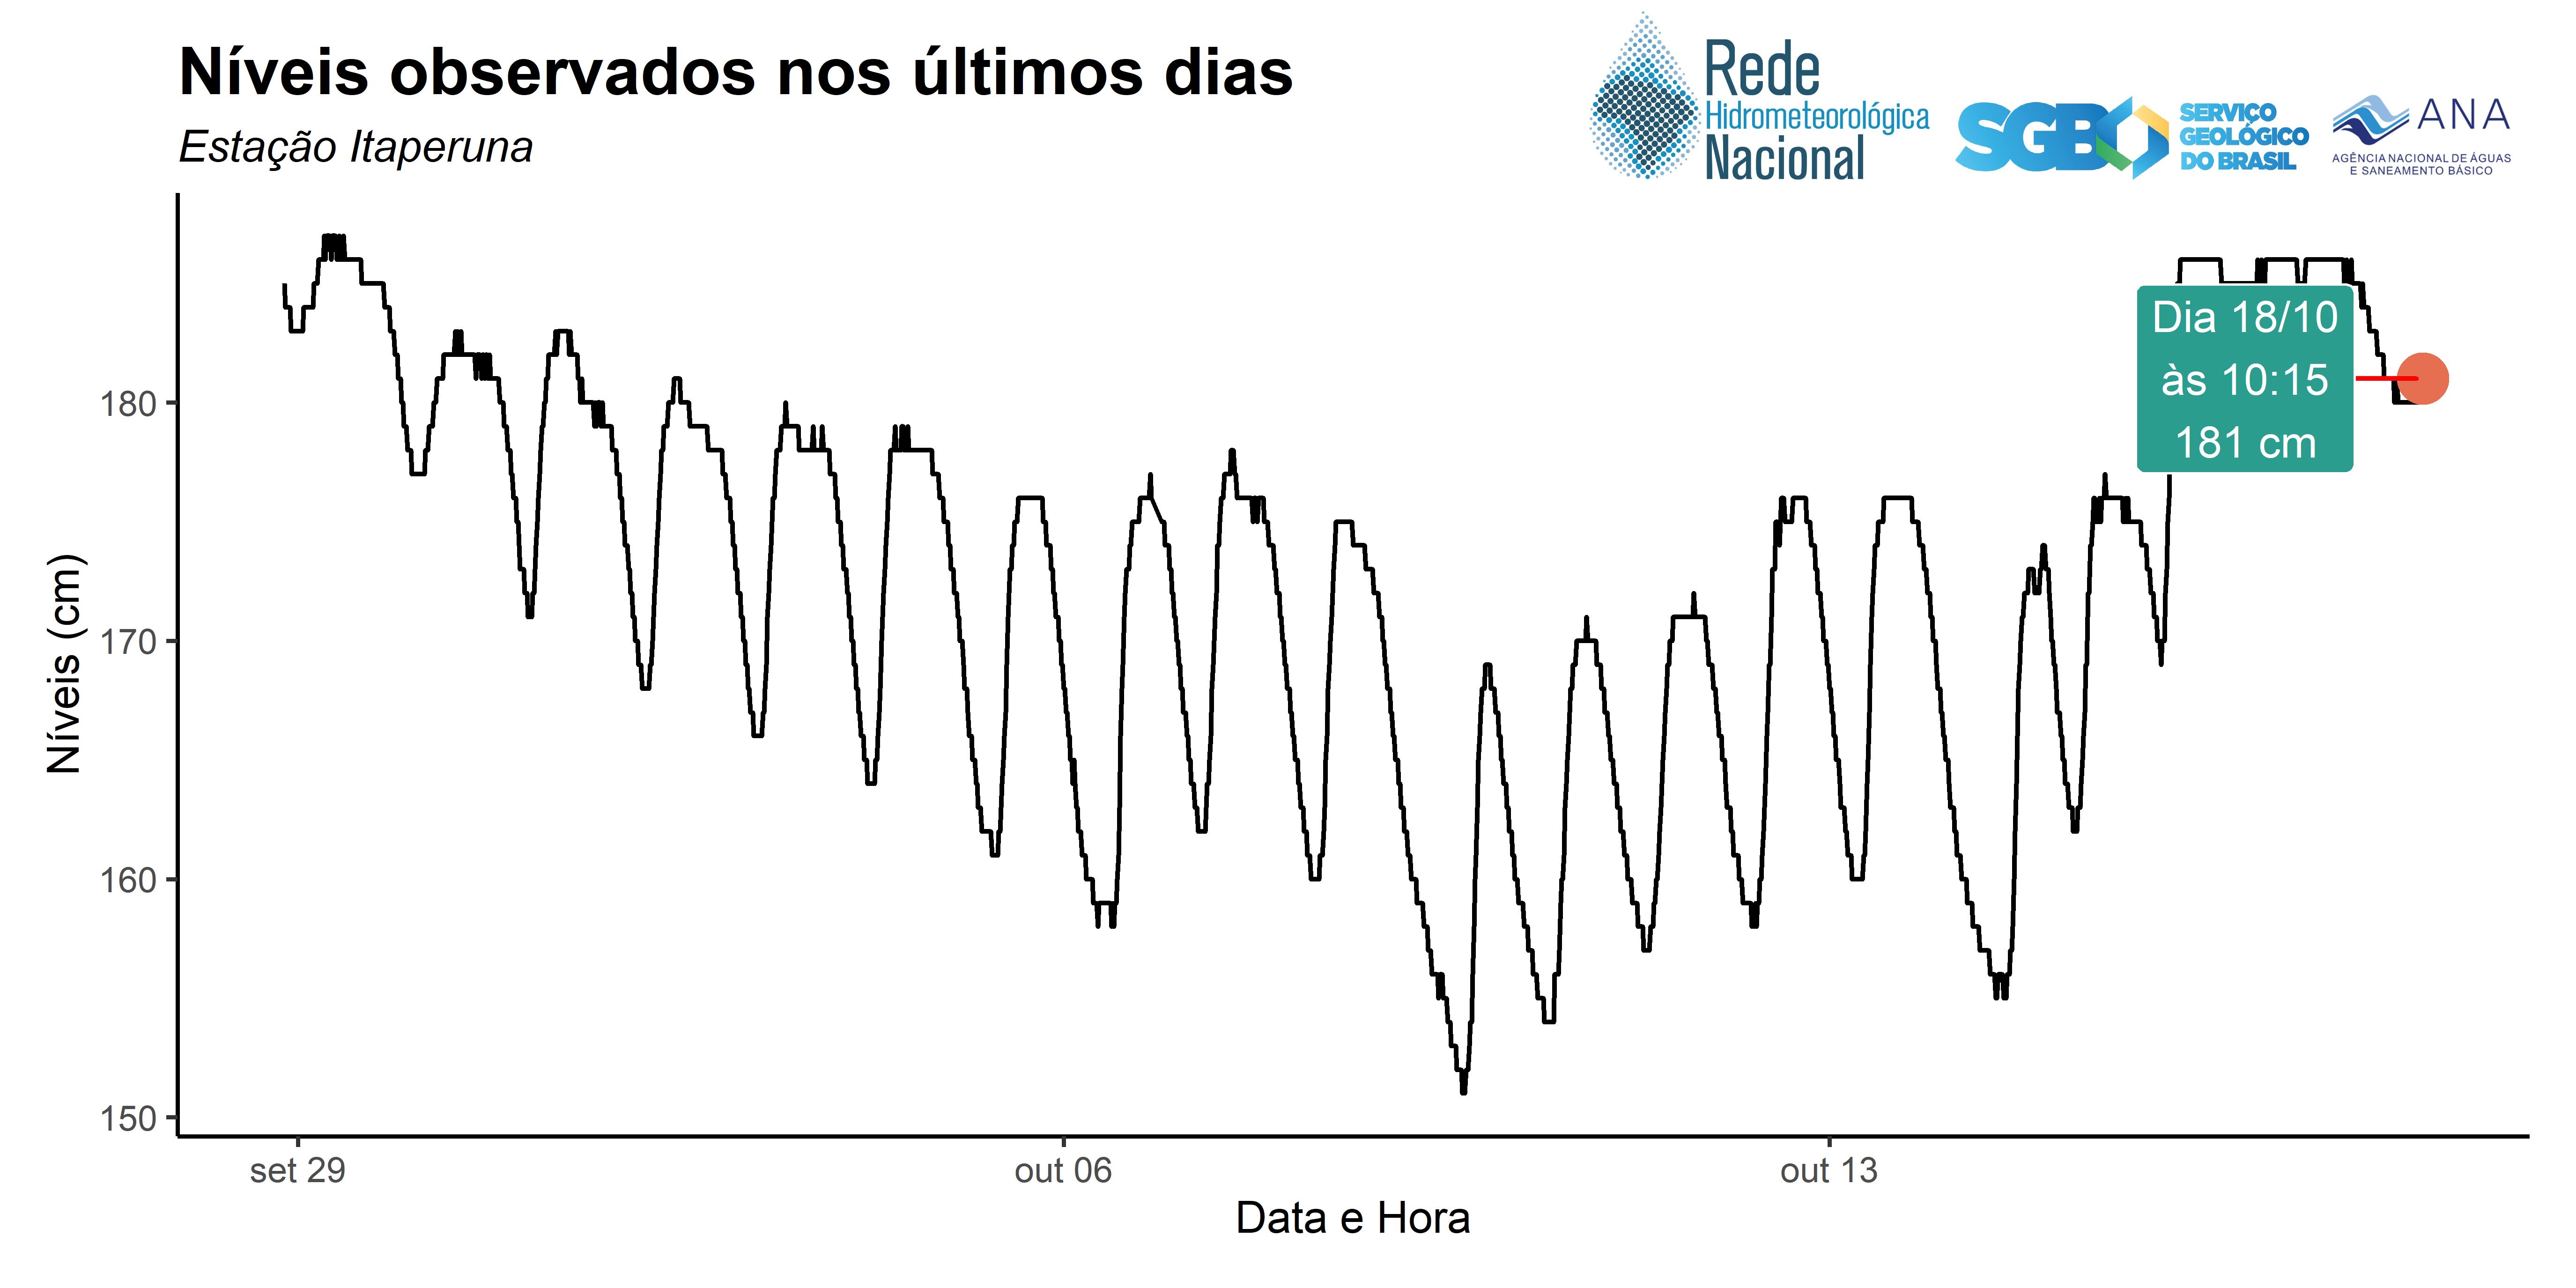 Níveis observados nos últimos dias
Estação Itaperuna
Rede
Hidrometeorológica
Nacional
SGB
SERVIÇO
GEOLÓGICO
DO BRASIL
ANA
AGÊNCIA NACIONAL DE ÁGUAS
E SANEAMENTO BÁSICO
Níveis (cm)
180
170
160
150
Dia 18/10
às 10:15
181 cm
set 29
out 06
out 13
Data e Hora